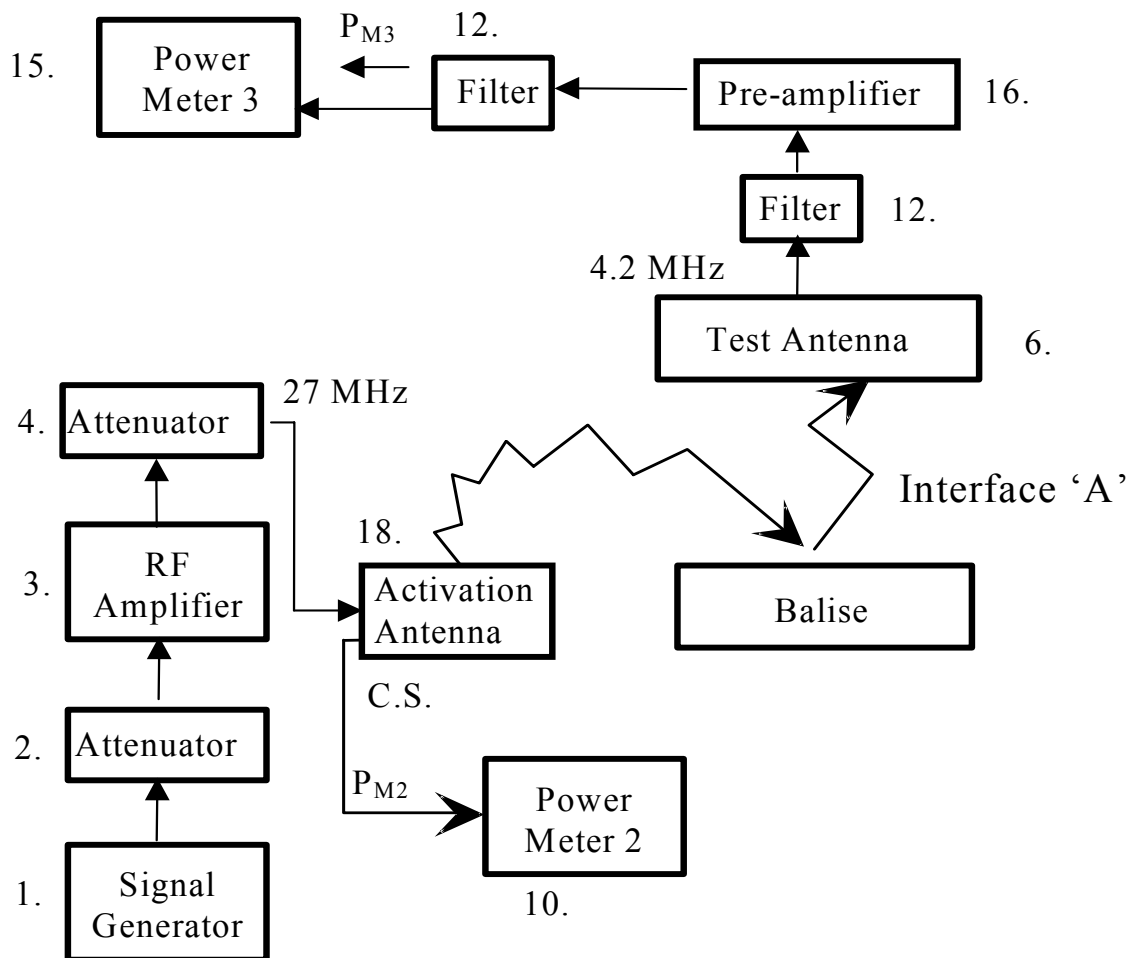 P_M3
12.
15.
Power
Meter 3
Filter
Pre-amplifier
16.
Filter
12.
4.2 MHz
Test Antenna
6.
27 MHz
4.
Attenuator
Interface ‘A’
18.
3.
RF
Amplifier
Activation
Antenna
Balise
C.S.
2.
Attenuator
P_M2
Power
Meter 2
1.
Signal
Generator
10.